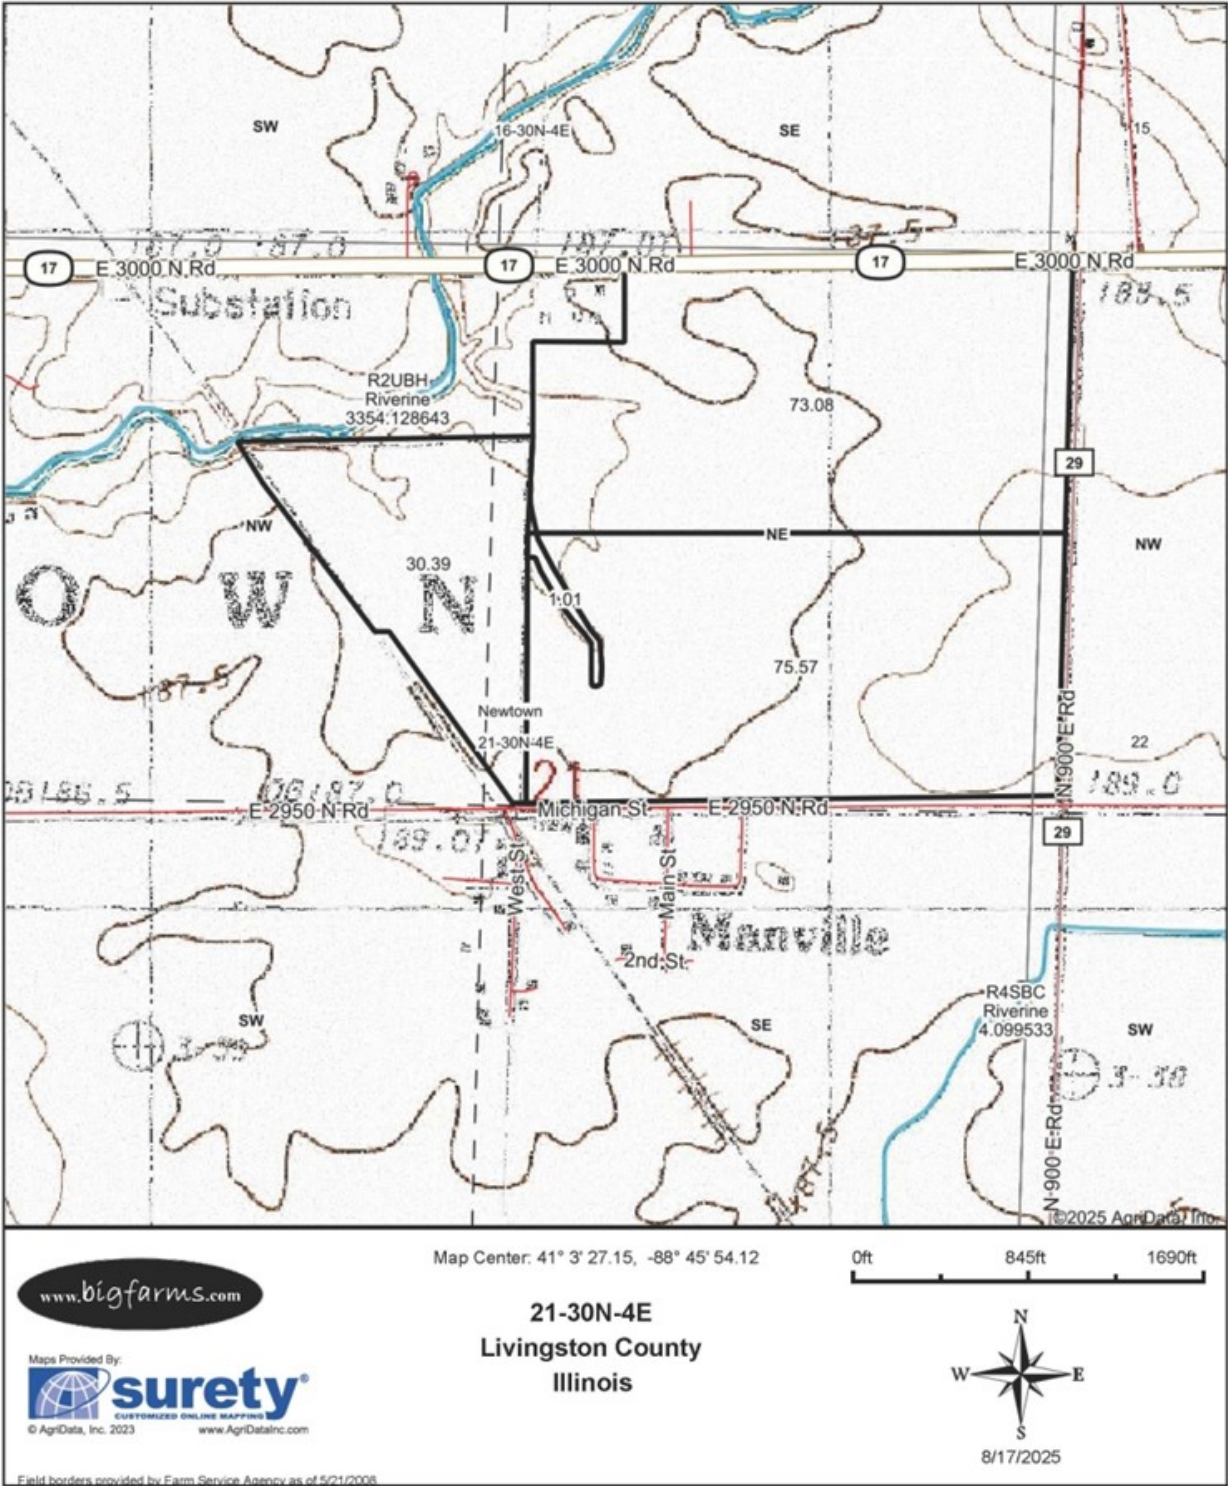 SW
16-30N-4E
SE
15
187.0
187.0
187.0
17
E 3000 N Rd
17
E 3000 N Rd
17
E 3000 N Rd
Substation
R2UBH
Riverine
3354.128643
73.08
29
NW
NE
NW
30.39
O W N
1.01
187.5
75.57
Newtown
21-30N-4E
22
N 900 E Rd
21
186.5
187.0
189.0
E 2950 N Rd
Michigan St
E 2950 N Rd
29
189.0
West St
Main St
Manville
2nd St
R4SBC
Riverine
4.099533
SW
SE
SW
3-38
N 900 E Rd
187.5
©2025 AgriData, Inc.
www.bigfarms.com
Map Center: 41° 3' 27.15, -88° 45' 54.12
0ft 845ft 1690ft
21-30N-4E
Livingston County
Illinois
Maps Provided By:
surety®
CUSTOMIZED ONLINE MAPPING
© AgriData, Inc. 2023 www.AgriDataInc.com
N
W E
S
8/17/2025
Field borders provided by Farm Service Agency as of 5/21/2008.